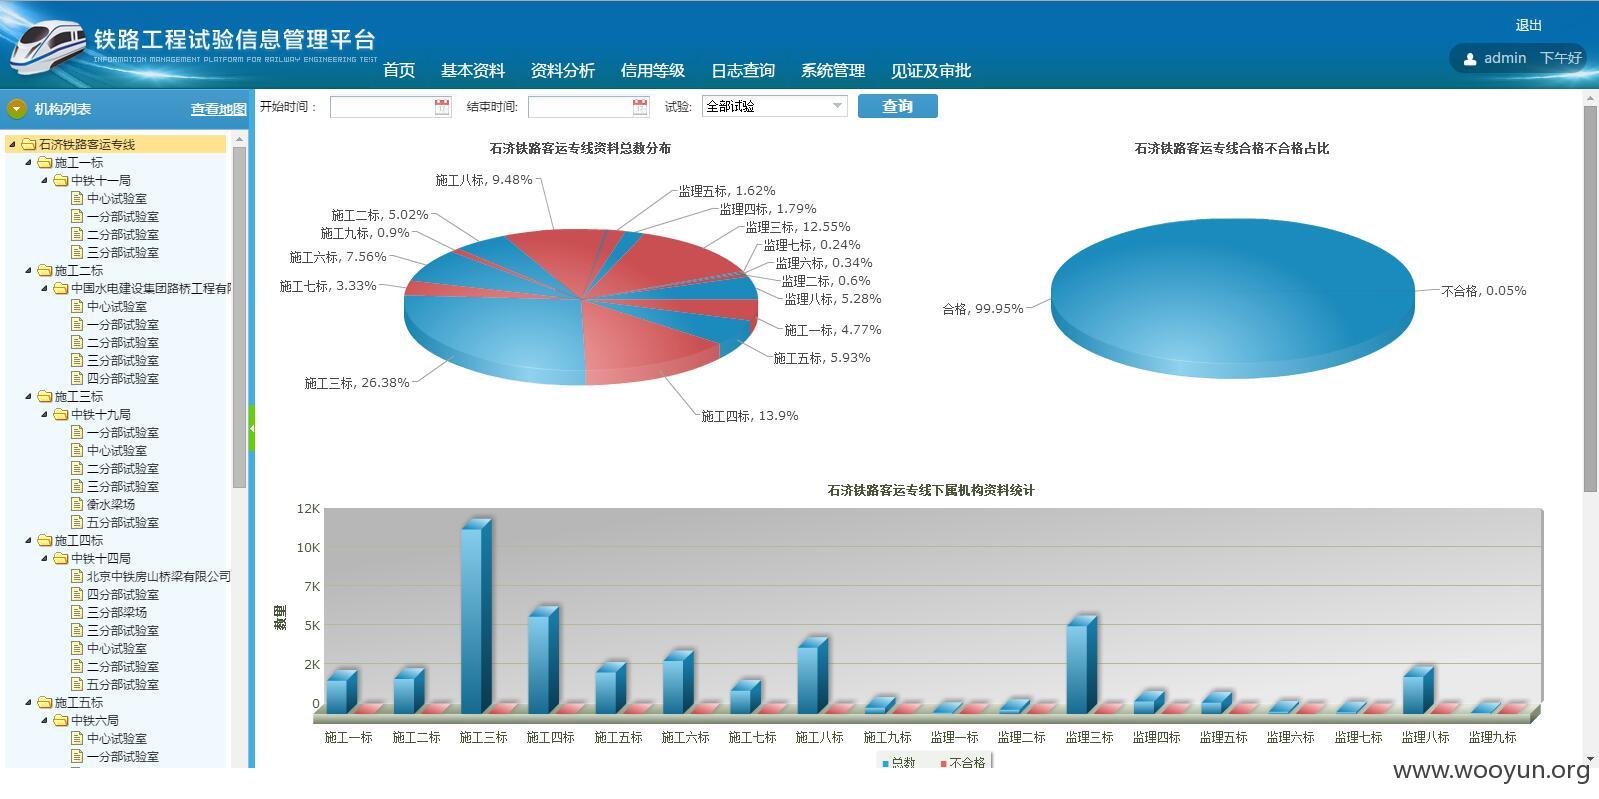 铁路工程试验信息管理平台
INFORMATION MANAGEMENT PLATFORM FOR RAILWAY ENGINEERING TEST
首页 基本资料 资料分析 信用等级 日志查询 系统管理 见证及审批
退出
admin 下午好
机构列表 查看地图
石济铁路客运专线
施工一标
中铁十一局
中心试验室
一分部试验室
二分部试验室
三分部试验室
施工二标
中国水电建设集团路桥工程有
中心试验室
一分部试验室
二分部试验室
三分部试验室
四分部试验室
施工三标
中铁十九局
一分部试验室
中心试验室
二分部试验室
三分部试验室
衡水梁场
五分部试验室
施工四标
中铁十四局
北京中铁房山桥梁有限公司
四分部试验室
三分部梁场
三分部试验室
中心试验室
二分部试验室
五分部试验室
施工五标
中铁六局
中心试验室
一分部试验室
开始时间： 结束时间: 试验: 全部试验 查询
石济铁路客运专线资料总数分布
施工八标, 9.48%
施工二标, 5.02%
施工九标, 0.9%
施工六标, 7.56%
施工七标, 3.33%
施工三标, 26.38%
监理五标, 1.62%
监理四标, 1.79%
监理三标, 12.55%
监理七标, 0.24%
监理六标, 0.34%
监理二标, 0.6%
监理八标, 5.28%
施工一标, 4.77%
施工五标, 5.93%
施工四标, 13.9%
石济铁路客运专线合格不合格占比
合格, 99.95%
不合格, 0.05%
石济铁路客运专线下属机构资料统计
数量
12K
10K
7K
5K
2K
0
施工一标 施工二标 施工三标 施工四标 施工五标 施工六标 施工七标 施工八标 施工九标 监理一标 监理二标 监理三标 监理四标 监理五标 监理六标 监理七标 监理八标 监理九标
总数 不合格
www.wooyun.org